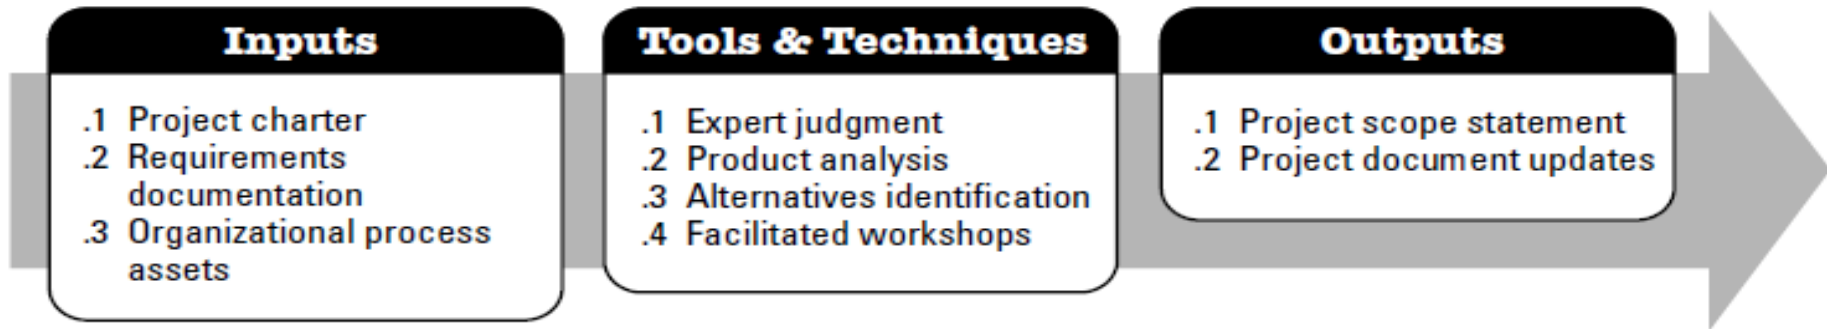 Inputs
.1 Project charter
.2 Requirements
documentation
.3 Organizational process
assets
Tools & Techniques
.1 Expert judgment
.2 Product analysis
.3 Alternatives identification
.4 Facilitated workshops
Outputs
.1 Project scope statement
.2 Project document updates